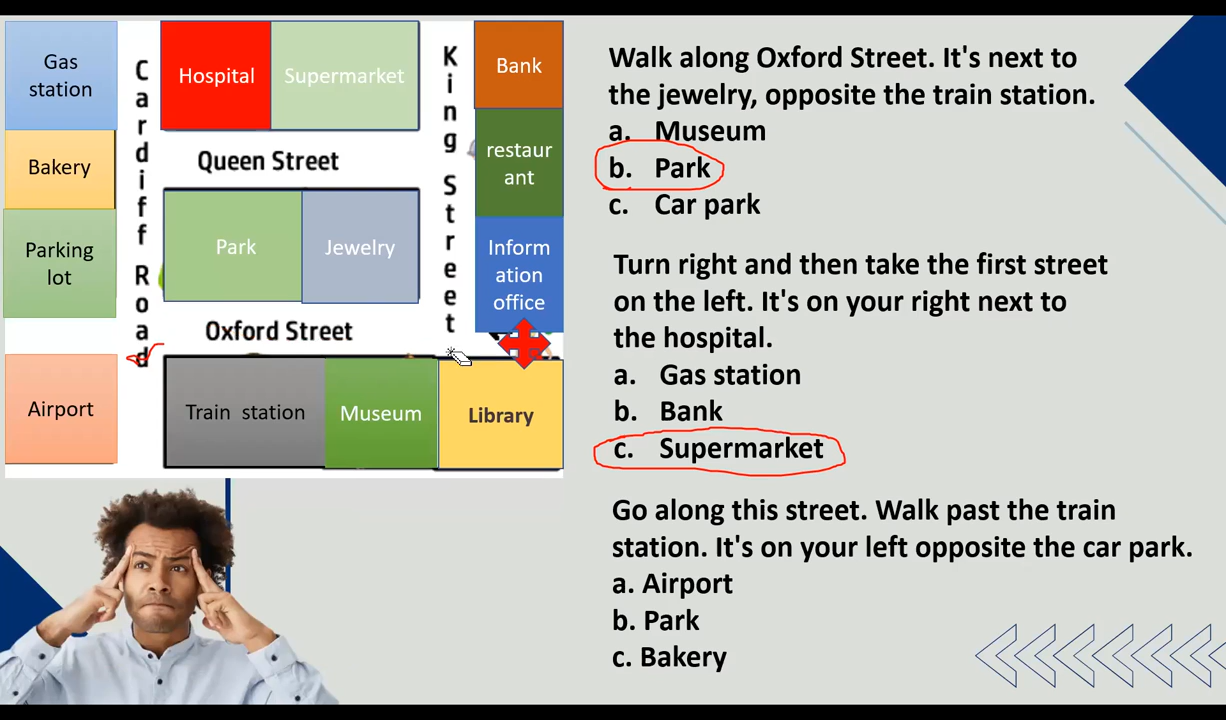 Gas
station
Hospital
Supermarket
Bank
Cardiff Road
King Street
Bakery
Queen Street
restaur
ant
Parking
lot
Park
Jewelry
Inform
ation
office
Oxford Street
Airport
Train station
Museum
Library
Walk along Oxford Street. It's next to
the jewelry, opposite the train station.
a. Museum
b. Park
c. Car park
Turn right and then take the first street
on the left. It's on your right next to
the hospital.
a. Gas station
b. Bank
c. Supermarket
Go along this street. Walk past the train
station. It's on your left opposite the car park.
a. Airport
b. Park
c. Bakery